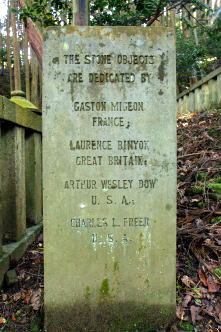 THE STONE OBJECTS
ARE DEDICATED BY
GASTON MIGEON
FRANCE;
LAURENCE BINYON
GREAT BRITAIN;
ARTHUR WESLEY DOW
U. S. A.;
CHARLES L. FREER
U. S. A.